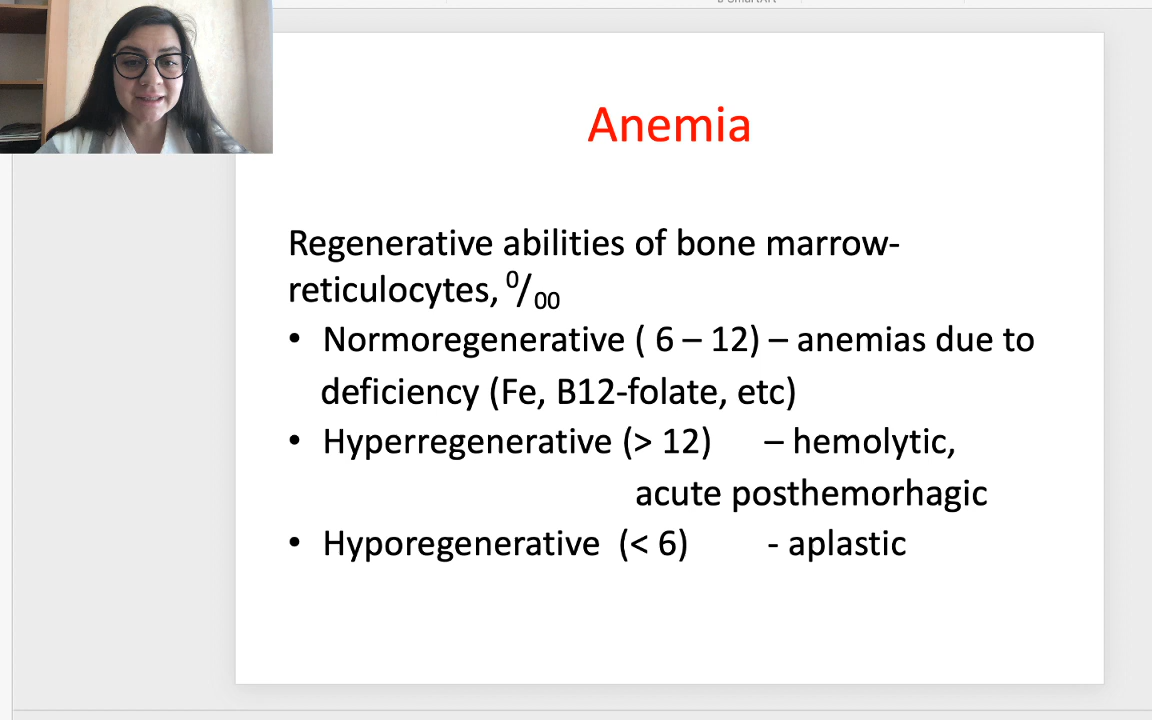 Anemia
Regenerative abilities of bone marrow-
reticulocytes, 0/00
• Normoregenerative ( 6 – 12) – anemias due to
deficiency (Fe, B12-folate, etc)
• Hyperregenerative (> 12) – hemolytic,
acute posthemorhagic
• Hyporegenerative (< 6) - aplastic